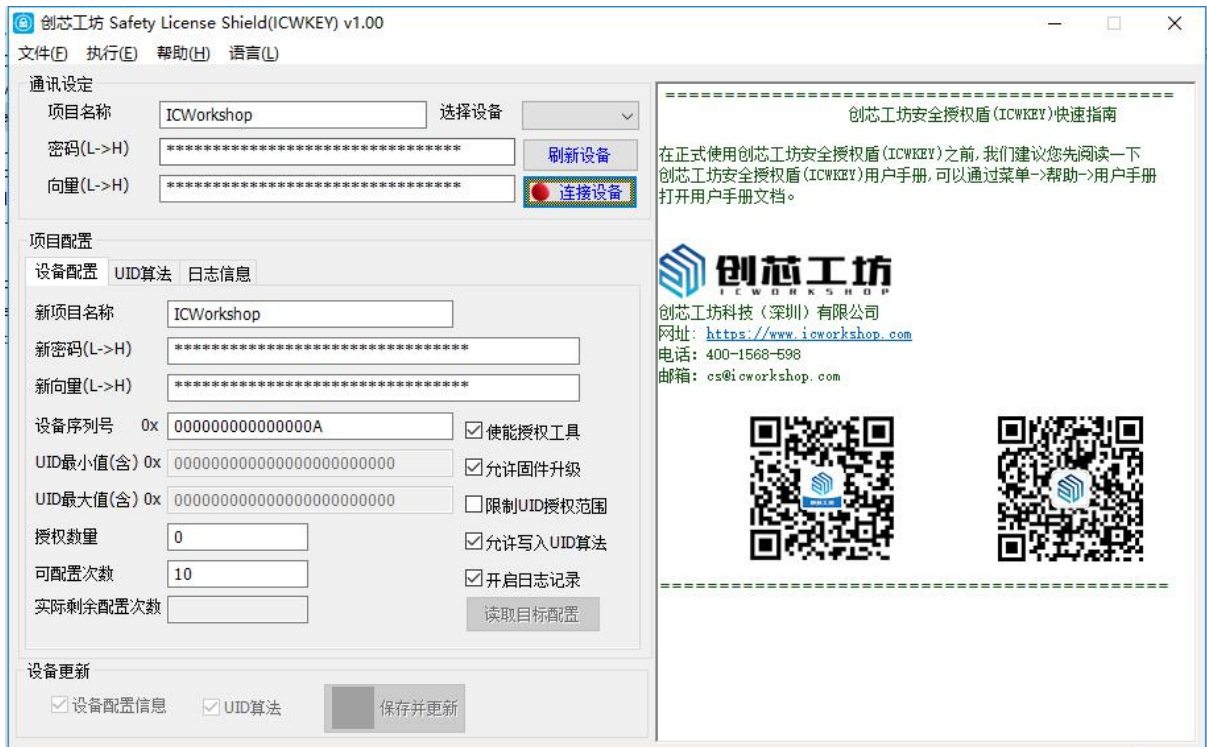 创芯工坊 Safety License Shield(ICWKEY) v1.00
文件(F) 执行(E) 帮助(H) 语言(L)
通讯设定
项目名称 ICWorkshop 选择设备
密码(L->H) ******************************** 刷新设备
向量(L->H) ******************************** 连接设备
项目配置
设备配置 UID算法 日志信息
新项目名称 ICWorkshop
新密码(L->H) ********************************
新向量(L->H) ********************************
设备序列号 0x 000000000000000A
使能授权工具
UID最小值(含) 0x 000000000000000000000000
允许固件升级
UID最大值(含) 0x 000000000000000000000000
限制UID授权范围
授权数量 0
允许写入UID算法
可配置次数 10
开启日志记录
实际剩余配置次数
读取目标配置
设备更新
设备配置信息 UID算法 保存并更新
==================================================
创芯工坊安全授权盾(ICWKEY)快速指南
在正式使用创芯工坊安全授权盾(ICWKEY)之前,我们建议您先阅读一下
创芯工坊安全授权盾(ICWKEY)用户手册,可以通过菜单->帮助->用户手册
打开用户手册文档。
创芯工坊
ICWORKSHOP
创芯工坊科技（深圳）有限公司
网址: https://www.icworkshop.com
电话: 400-1568-598
邮箱: cs@icworkshop.com
==================================================